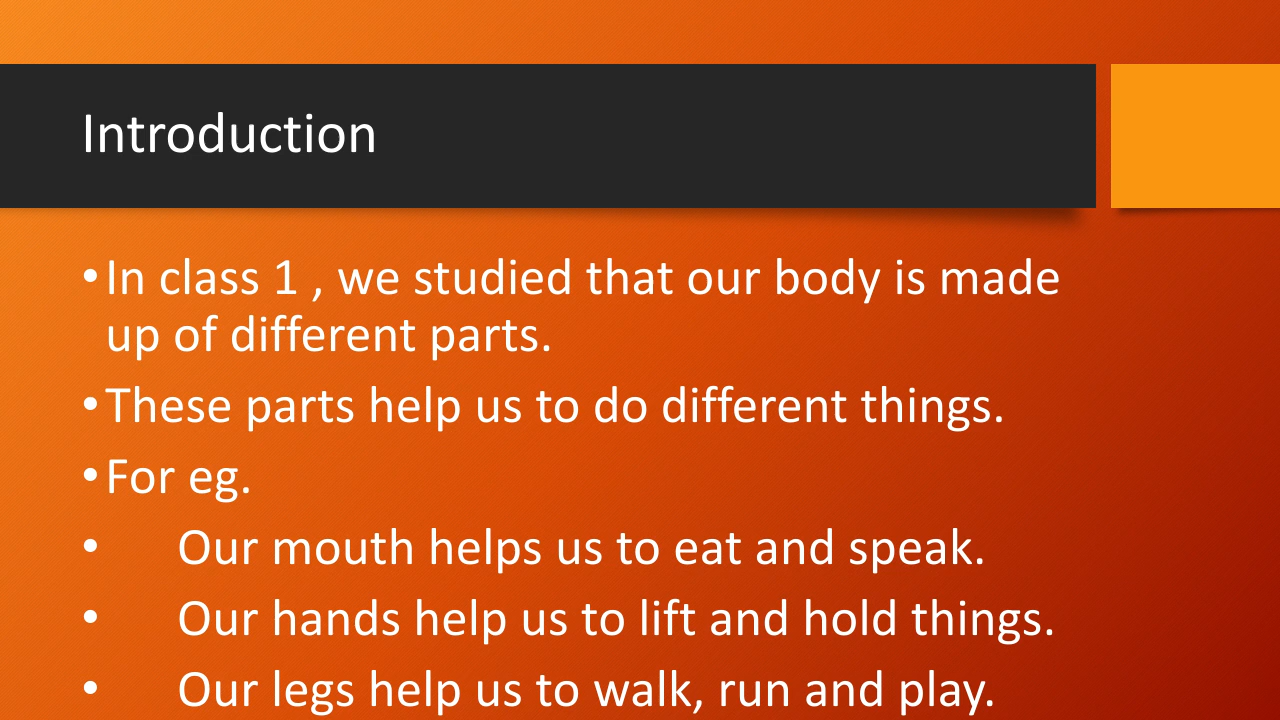 Introduction
•In class 1 , we studied that our body is made
up of different parts.
•These parts help us to do different things.
•For eg.
• Our mouth helps us to eat and speak.
• Our hands help us to lift and hold things.
• Our legs help us to walk, run and play.